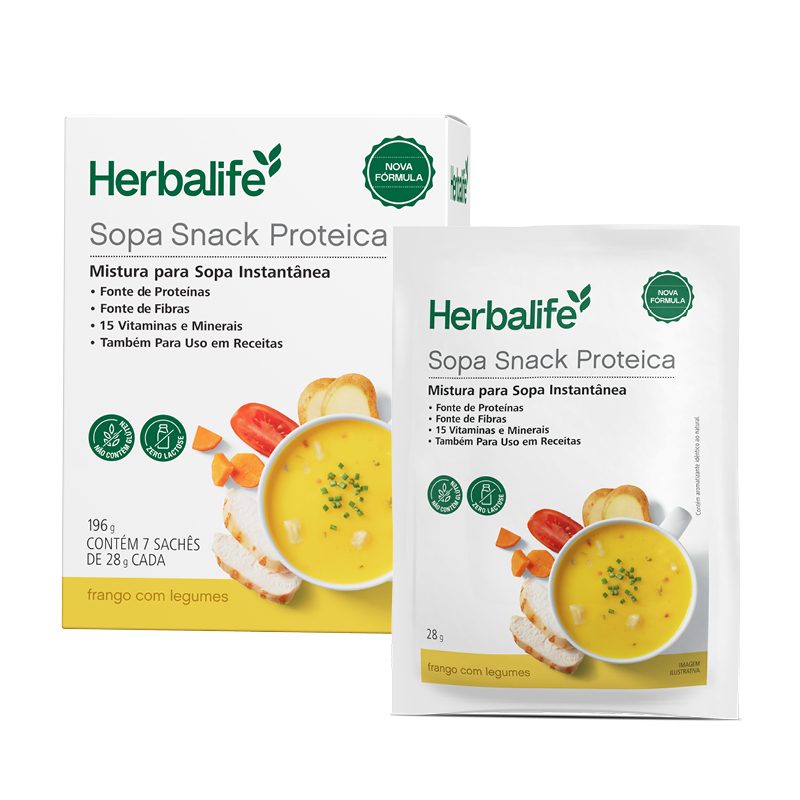 Herbalife
NOVA
FÓRMULA
Sopa Snack Proteica
Mistura para Sopa Instantânea
• Fonte de Proteínas
• Fonte de Fibras
• 15 Vitaminas e Minerais
• Também Para Uso em Receitas
NÃO CONTÉM GLÚTEN
ZERO LACTOSE
196 g
CONTÉM 7 SACHÊS
DE 28 g CADA
frango com legumes
Herbalife
Herbalife
NOVA
FÓRMULA
Sopa Snack Proteica
Mistura para Sopa Instantânea
• Fonte de Proteínas
• Fonte de Fibras
• 15 Vitaminas e Minerais
• Também Para Uso em Receitas
NÃO CONTÉM GLÚTEN
ZERO LACTOSE
Contém aromatizante idêntico ao natural.
28 g
frango com legumes
IMAGEM
ILUSTRATIVA